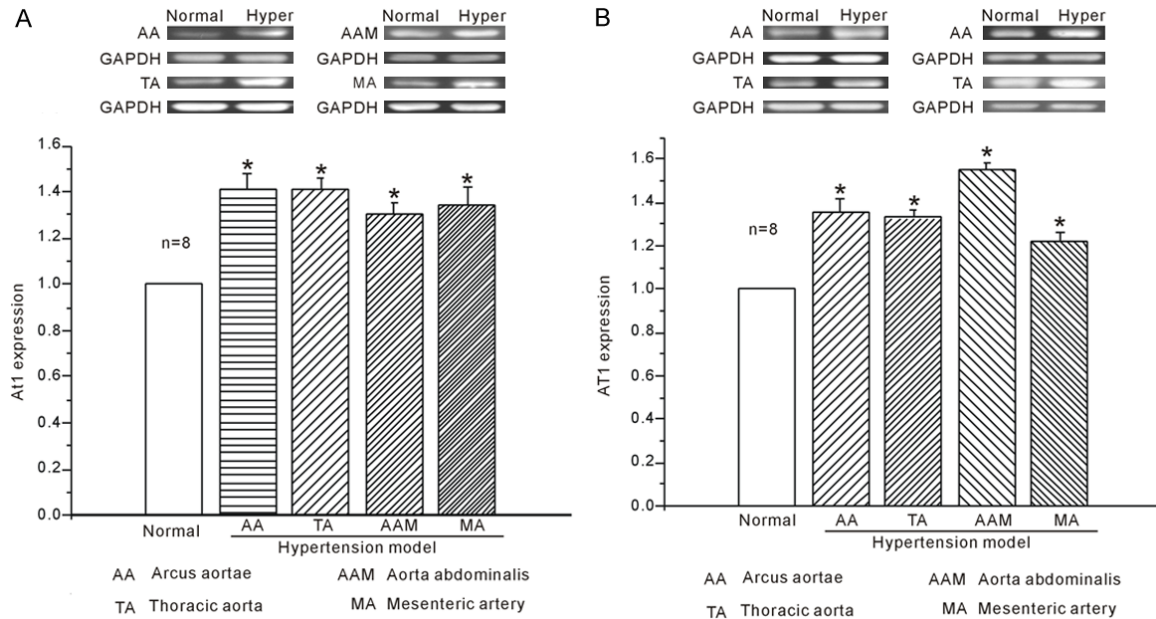 A
Normal Hyper
AA
GAPDH
TA
GAPDH
Normal Hyper
AAM
GAPDH
MA
GAPDH
At1 expression
1.6
1.4
1.2
1.0
0.8
0.6
0.4
0.2
0.0
n=8
* * * *
Normal AA TA AAM MA
Hypertension model
AA Arcus aortae AAM Aorta abdominalis
TA Thoracic aorta MA Mesenteric artery
B
Normal Hyper
AA
GAPDH
TA
GAPDH
Normal Hyper
AA
GAPDH
TA
GAPDH
AT1 expression
1.6
1.4
1.2
1.0
0.8
0.6
0.4
0.2
0.0
n=8
* * * *
Normal AA TA AAM MA
Hypertension model
AA Arcus aortae AAM Aorta abdominalis
TA Thoracic aorta MA Mesenteric artery